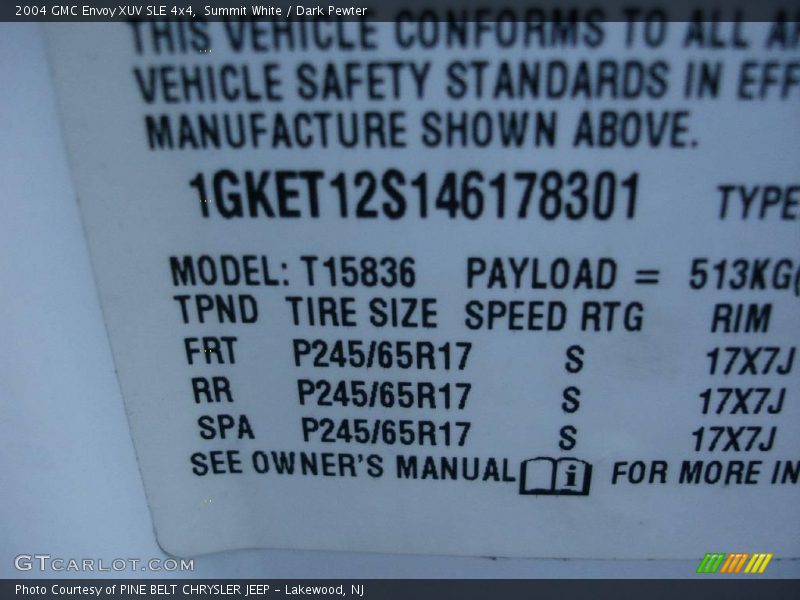 2004 GMC Envoy XUV SLE 4x4, Summit White / Dark Pewter
THIS VEHICLE CONFORMS TO ALL
VEHICLE SAFETY STANDARDS IN EFF
MANUFACTURE SHOWN ABOVE.
1GKET12S146178301 TYPE
MODEL: T15836 PAYLOAD = 513KG(
TPND TIRE SIZE SPEED RTG RIM
FRT P245/65R17 S 17X7J
RR P245/65R17 S 17X7J
SPA P245/65R17 S 17X7J
SEE OWNER'S MANUAL i FOR MORE IN
GTCARLOT.COM
Photo Courtesy of PINE BELT CHRYSLER JEEP - Lakewood, NJ